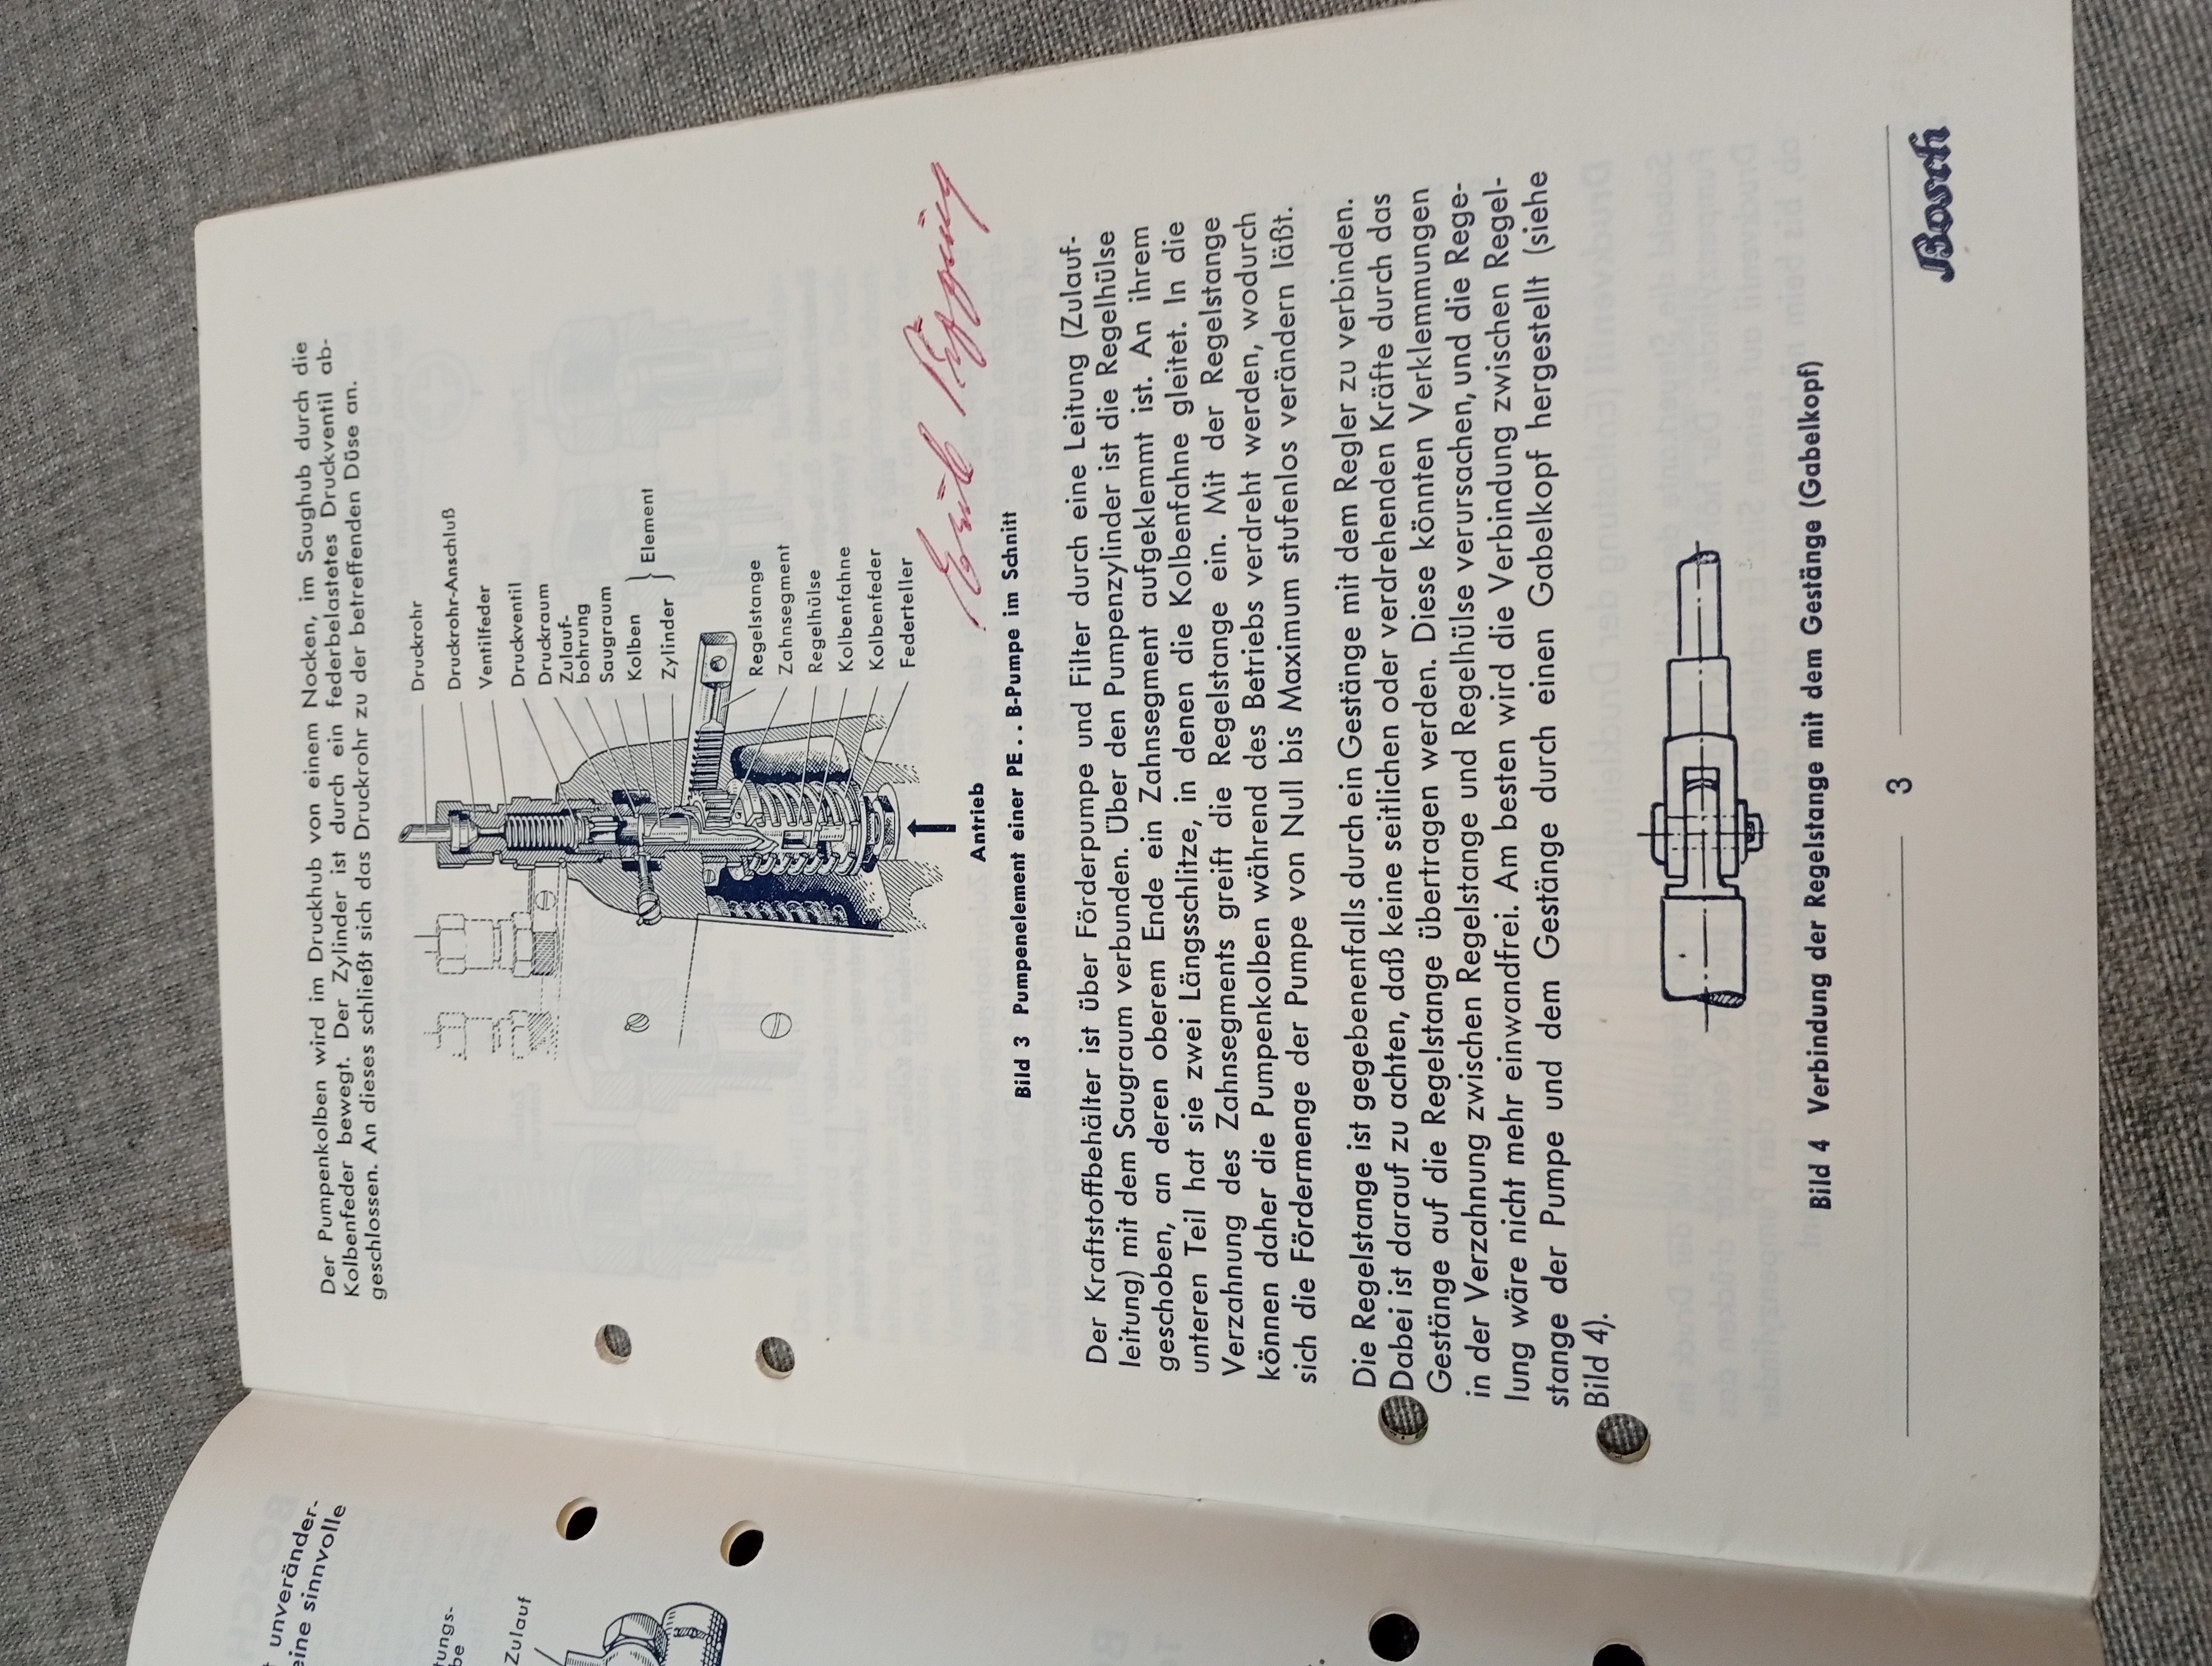 Der Pumpenkolben wird im Druckhub von einem Nocken, im Saughub durch die
Kolbenfeder bewegt. Der Zylinder ist durch ein federbelastetes Druckventil ab-
geschlossen. An dieses schließt sich das Druckrohr zu der betreffenden Düse an.
Druckrohr
Druckrohr-Anschluß
Ventilfeder
Druckventil
Druckraum
Zulauf-
bohrung
Saugraum
Kolben
Element
Zylinder
Regelstange
Zahnsegment
Regelhülse
Kolbenfahne
Kolbenfeder
Federteller
Antrieb
Bild 3 Pumpenelement einer PE . . B-Pumpe im Schnitt
Der Kraftstoffbehälter ist über Förderpumpe und Filter durch eine Leitung (Zulauf-
leitung) mit dem Saugraum verbunden. Über den Pumpenzylinder ist die Regelhülse
geschoben, an deren oberem Ende ein Zahnsegment aufgeklemmt ist. An ihrem
unteren Teil hat sie zwei Längsschlitze, in denen die Kolbenfahne gleitet. In die
Verzahnung des Zahnsegments greift die Regelstange ein. Mit der Regelstange
können daher die Pumpenkolben während des Betriebs verdreht werden, wodurch
sich die Fördermenge der Pumpe von Null bis Maximum stufenlos verändern läßt.
Die Regelstange ist gegebenenfalls durch ein Gestänge mit dem Regler zu verbinden.
Dabei ist darauf zu achten, daß keine seitlichen oder verdrehenden Kräfte durch das
Gestänge auf die Regelstange übertragen werden. Diese könnten Verklemmungen
in der Verzahnung zwischen Regelstange und Regelhülse verursachen, und die Rege-
lung wäre nicht mehr einwandfrei. Am besten wird die Verbindung zwischen Regel-
stange der Pumpe und dem Gestänge durch einen Gabelkopf hergestellt (siehe
Bild 4).
Bild 4 Verbindung der Regelstange mit dem Gestänge (Gabelkopf)
3
Bosch
unveränder-
eine sinnvolle
tungs-
be
Zulauf